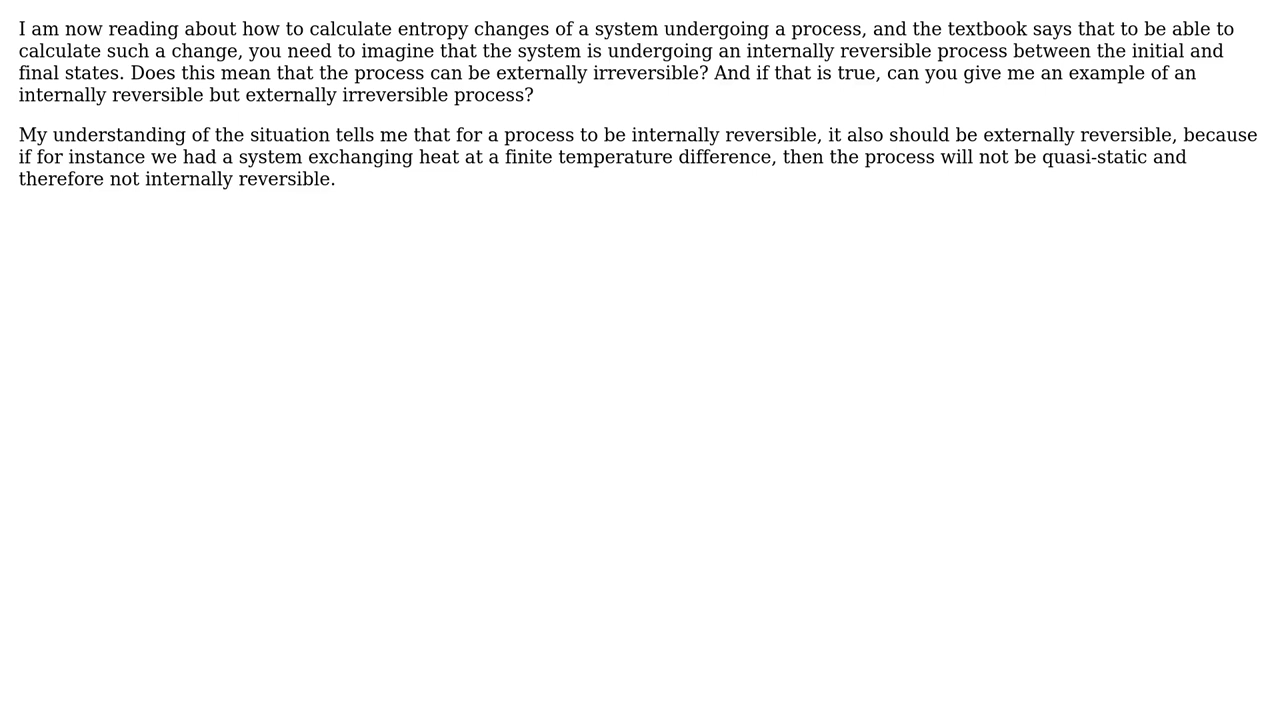 I am now reading about how to calculate entropy changes of a system undergoing a process, and the textbook says that to be able to
calculate such a change, you need to imagine that the system is undergoing an internally reversible process between the initial and
final states. Does this mean that the process can be externally irreversible? And if that is true, can you give me an example of an
internally reversible but externally irreversible process?
My understanding of the situation tells me that for a process to be internally reversible, it also should be externally reversible, because
if for instance we had a system exchanging heat at a finite temperature difference, then the process will not be quasi-static and
therefore not internally reversible.